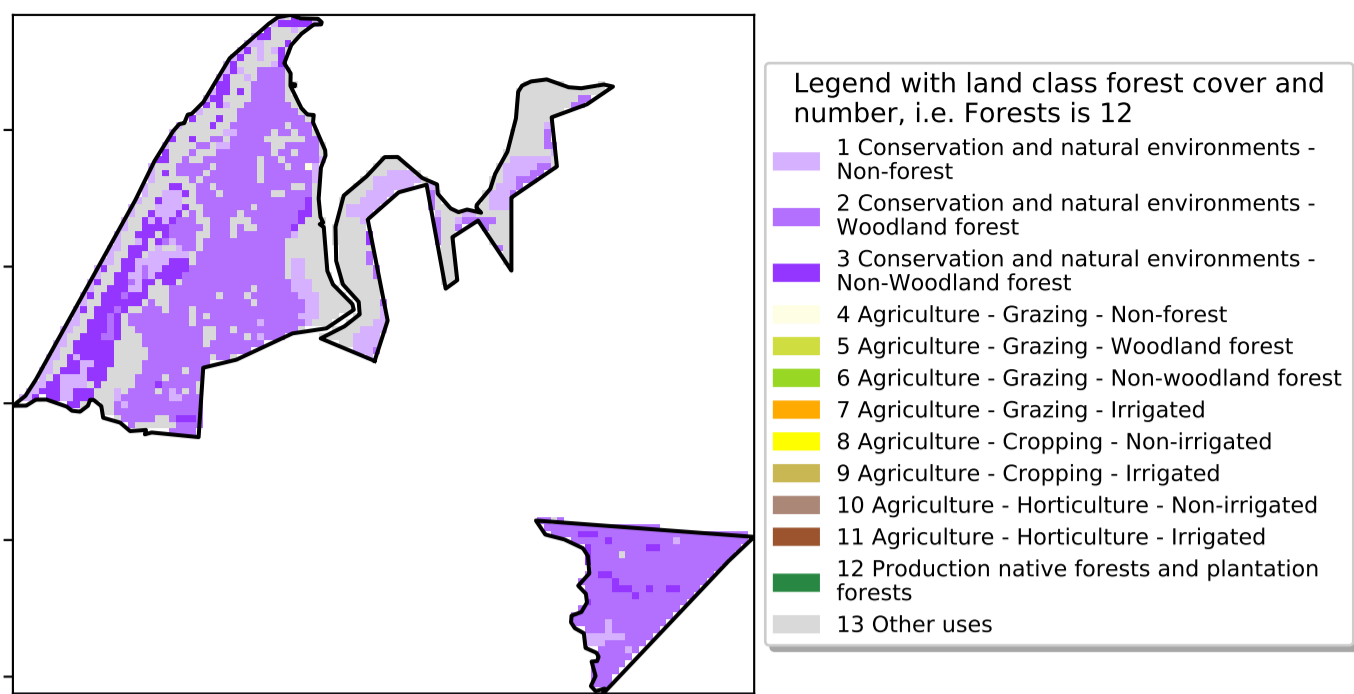 Legend with land class forest cover and
number, i.e. Forests is 12
1 Conservation and natural environments -
Non-forest
2 Conservation and natural environments -
Woodland forest
3 Conservation and natural environments -
Non-Woodland forest
4 Agriculture - Grazing - Non-forest
5 Agriculture - Grazing - Woodland forest
6 Agriculture - Grazing - Non-woodland forest
7 Agriculture - Grazing - Irrigated
8 Agriculture - Cropping - Non-irrigated
9 Agriculture - Cropping - Irrigated
10 Agriculture - Horticulture - Non-irrigated
11 Agriculture - Horticulture - Irrigated
12 Production native forests and plantation
forests
13 Other uses